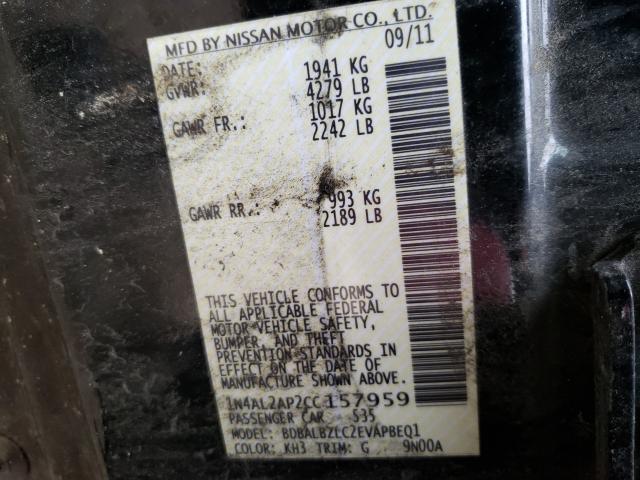 MFD BY NISSAN MOTOR CO., LTD.
DATE: 09/11
GVWR: 1941 KG
4279 LB
GAWR FR.: 1017 KG
2242 LB
GAWR RR.: 993 KG
2189 LB
THIS VEHICLE CONFORMS TO
ALL APPLICABLE FEDERAL
MOTOR VEHICLE SAFETY,
BUMPER, AND THEFT
PREVENTION STANDARDS IN
EFFECT ON THE DATE OF
MANUFACTURE SHOWN ABOVE.
1N4AL2AP2CC157959
PASSENGER CAR 535
MODEL: BDBALBZLC2EVAPBEQ1
COLOR: KH3 TRIM: G 9N00A